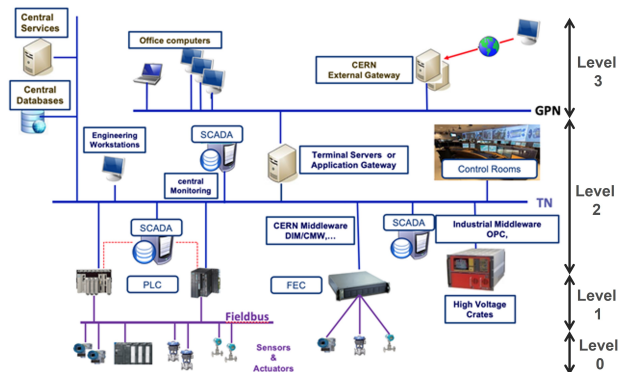 Central
Services
Central
Databases
Office computers
CERN
External Gateway
GPN
Level
3
Engineering
Workstations
SCADA
central
Monitoring
Terminal Servers or
Application Gateway
Control Rooms
TN
Level
2
SCADA
CERN Middleware
DIM/CMW,...
SCADA
Industrial Middleware
OPC,
PLC
FEC
High Voltage
Crates
Level
1
Fieldbus
Sensors
&
Actuators
Level
0